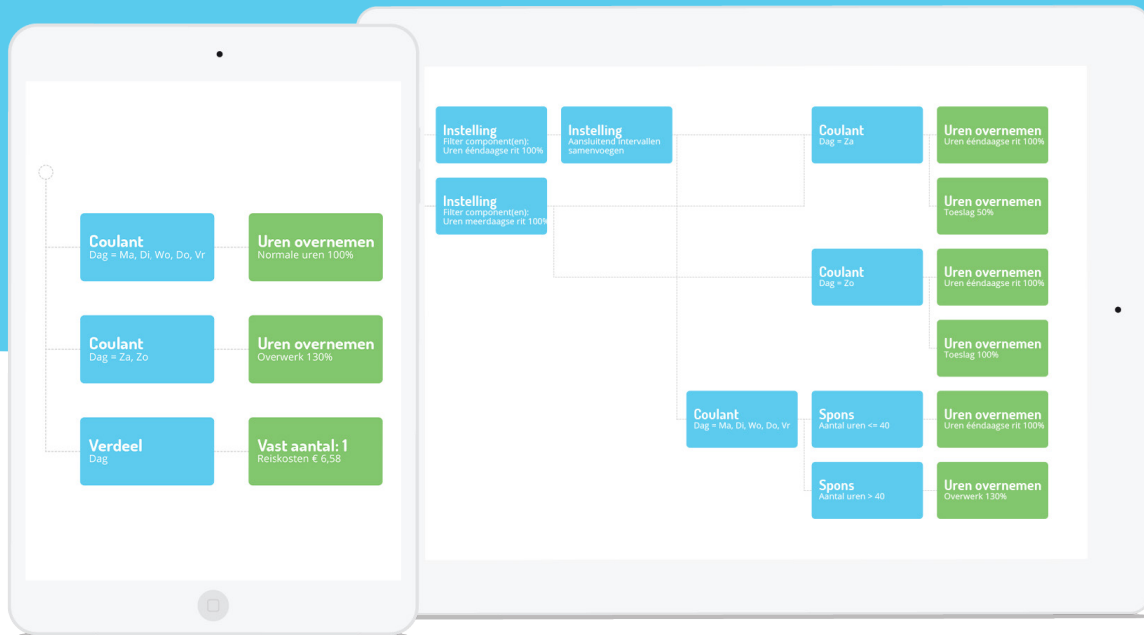 Coulant
Dag = Ma, Di, Wo, Do, Vr
Uren overnemen
Normale uren 100%
Coulant
Dag = Za, Zo
Uren overnemen
Overwerk 130%
Verdeel
Dag
Vast aantal: 1
Reiskosten € 6,58
Instelling
Filter component(en):
Uren ééndaagse rit 100%
Instelling
Aansluitend intervallen
samenvoegen
Coulant
Dag = Za
Uren overnemen
Uren ééndaagse rit 100%
Instelling
Filter component(en):
Uren meerdaagse rit 100%
Uren overnemen
Toeslag 50%
Coulant
Dag = Zo
Uren overnemen
Uren ééndaagse rit 100%
Uren overnemen
Toeslag 100%
Coulant
Dag = Ma, Di, Wo, Do, Vr
Spons
Aantal uren <= 40
Uren overnemen
Uren ééndaagse rit 100%
Spons
Aantal uren > 40
Uren overnemen
Overwerk 130%